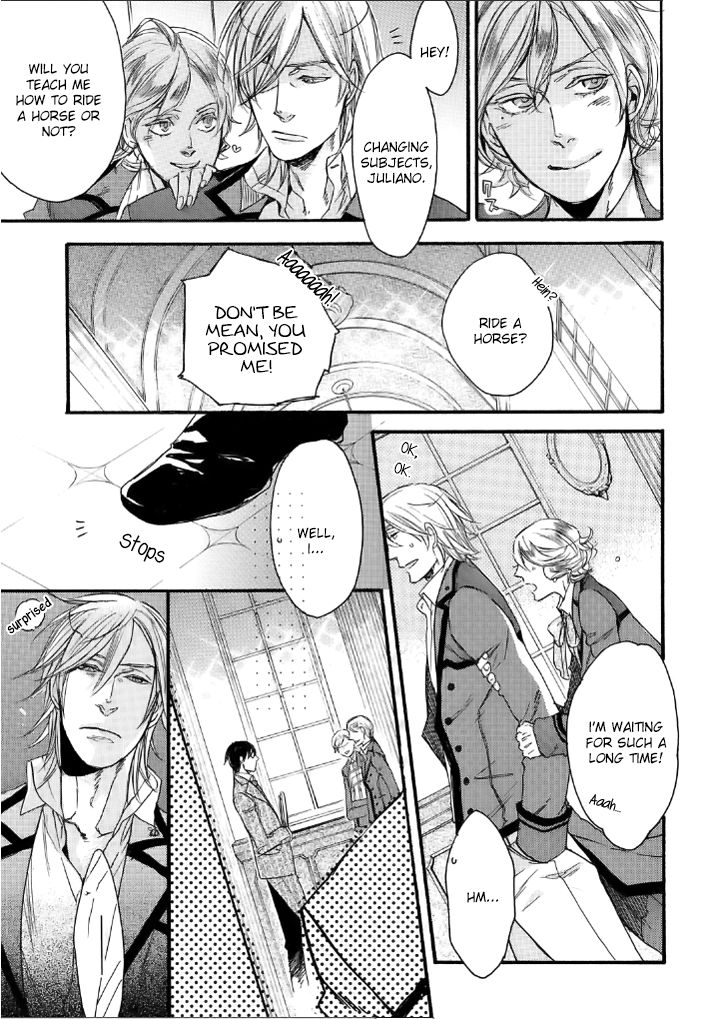 HEY!
CHANGING
SUBJECTS,
JULIANO.
WILL YOU
TEACH ME
HOW TO RIDE
A HORSE OR
NOT?
Hein?
RIDE A
HORSE?
Aaaaaaah!
DON'T BE
MEAN, YOU
PROMISED
ME!
OK,
OK.
I'M WAITING
FOR SUCH A
LONG TIME!
Aaah...
HM...
WELL,
I...
Stops
surprised